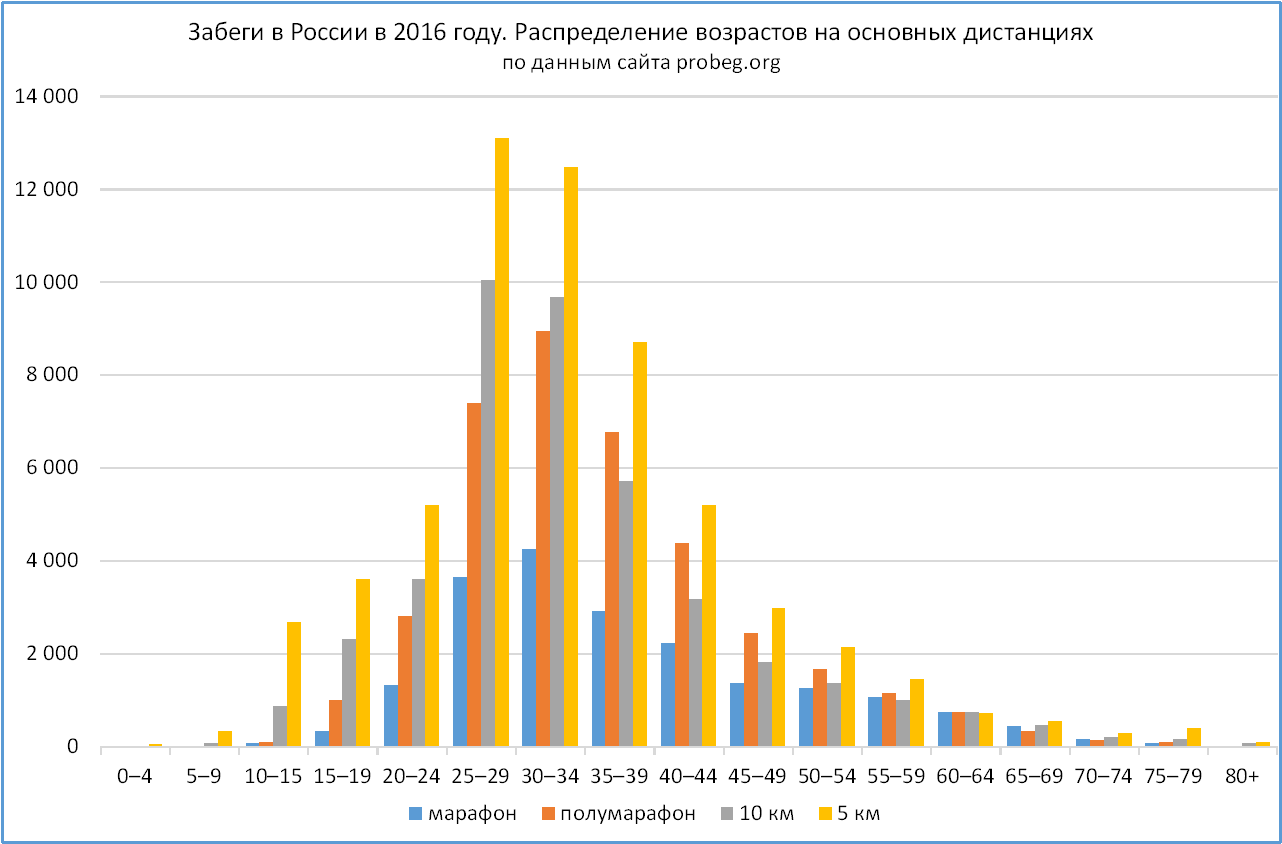 Забеги в России в 2016 году. Распределение возрастов на основных дистанциях
по данным сайта probeg.org
14 000
12 000
10 000
8 000
6 000
4 000
2 000
0
0–4 5–9 10–15 15–19 20–24 25–29 30–34 35–39 40–44 45–49 50–54 55–59 60–64 65–69 70–74 75–79 80+
марафон полумарафон 10 км 5 км